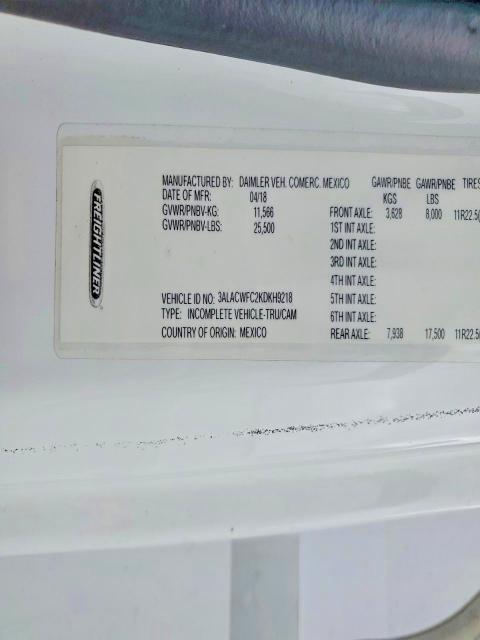 FREIGHTLINER
MANUFACTURED BY: DAIMLER VEH. COMERC. MEXICO GAWR/PNBE GAWR/PNBE TIRES
DATE OF MFR: 04/18 KGS LBS
GVWR/PNBV-KG: 11,566 FRONT AXLE: 3,628 8,000 11R22.5(
GVWR/PNBV-LBS: 25,500 1ST INT AXLE:
2ND INT AXLE:
3RD INT AXLE:
4TH INT AXLE:
VEHICLE ID NO: 3ALACWFC2KDKH9218 5TH INT AXLE:
TYPE: INCOMPLETE VEHICLE-TRU/CAM 6TH INT AXLE:
COUNTRY OF ORIGIN: MEXICO REAR AXLE: 7,938 17,500 11R22.5(